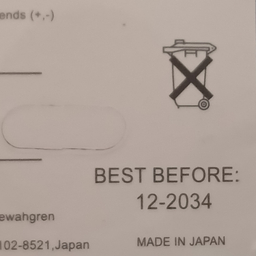 ends (+,-)
BEST BEFORE:
12-2034
ewahgren
102-8521,Japan
MADE IN JAPAN